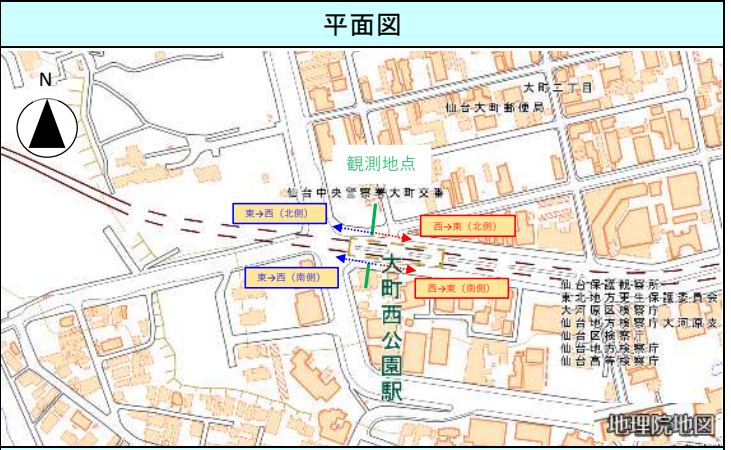 平面図
N
大町二丁目
仙台大町郵便局
観測地点
仙台中央警察署大町交番
東→西（北側）
西→東（北側）
東→西（南側）
西→東（南側）
大町西公園駅
仙台保護観察所
東北地方更生保護委員会
大河原区検察庁
仙台地方検察庁大河原支
仙台区検察庁
仙台地方検察庁
仙台高等検察庁
地理院地図